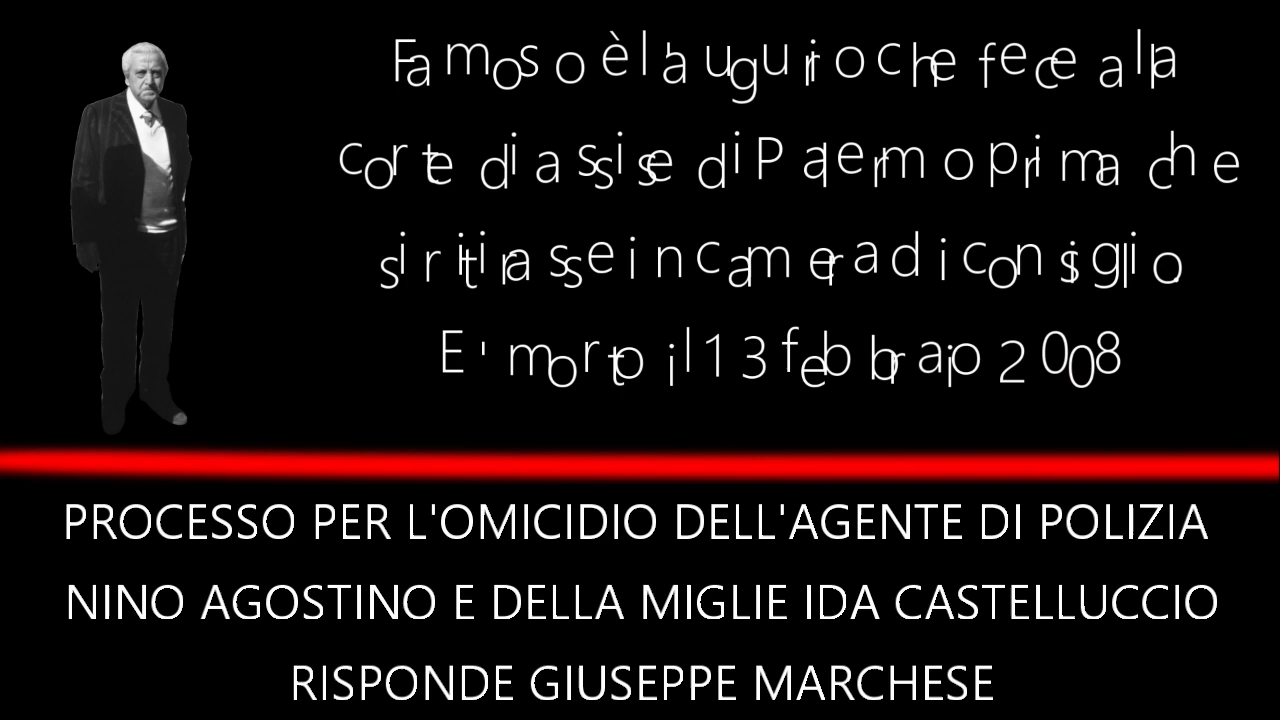 Famoso è l'augurio che fece alla
corte di assise di Palermo prima che
si ritirasse in camera di consiglio.
E' morto il 13 febbraio 2008
PROCESSO PER L'OMICIDIO DELL'AGENTE DI POLIZIA
NINO AGOSTINO E DELLA MIGLIE IDA CASTELLUCCIO
RISPONDE GIUSEPPE MARCHESE